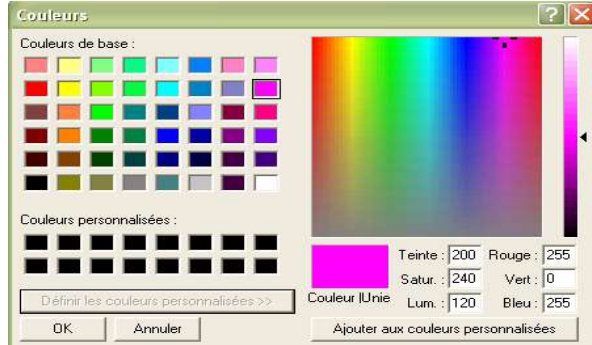 Couleurs
Couleurs de base :
Couleurs personnalisées :
Définir les couleurs personnalisées >>
OK Annuler
Couleur |Unie
Teinte : 200 Rouge : 255
Satur. : 240 Vert : 0
Lum. : 120 Bleu : 255
Ajouter aux couleurs personnalisées